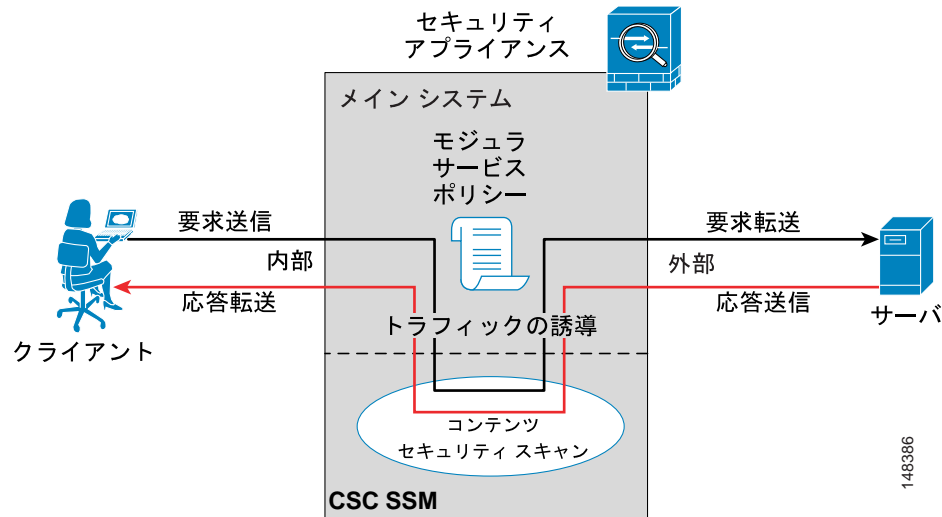 セキュリティ
アプライアンス
メイン システム
モジュラ
サービス
ポリシー
要求送信
要求転送
内部
外部
応答転送
応答送信
サーバ
トラフィックの誘導
クライアント
コンテンツ
セキュリティ スキャン
CSC SSM
148386